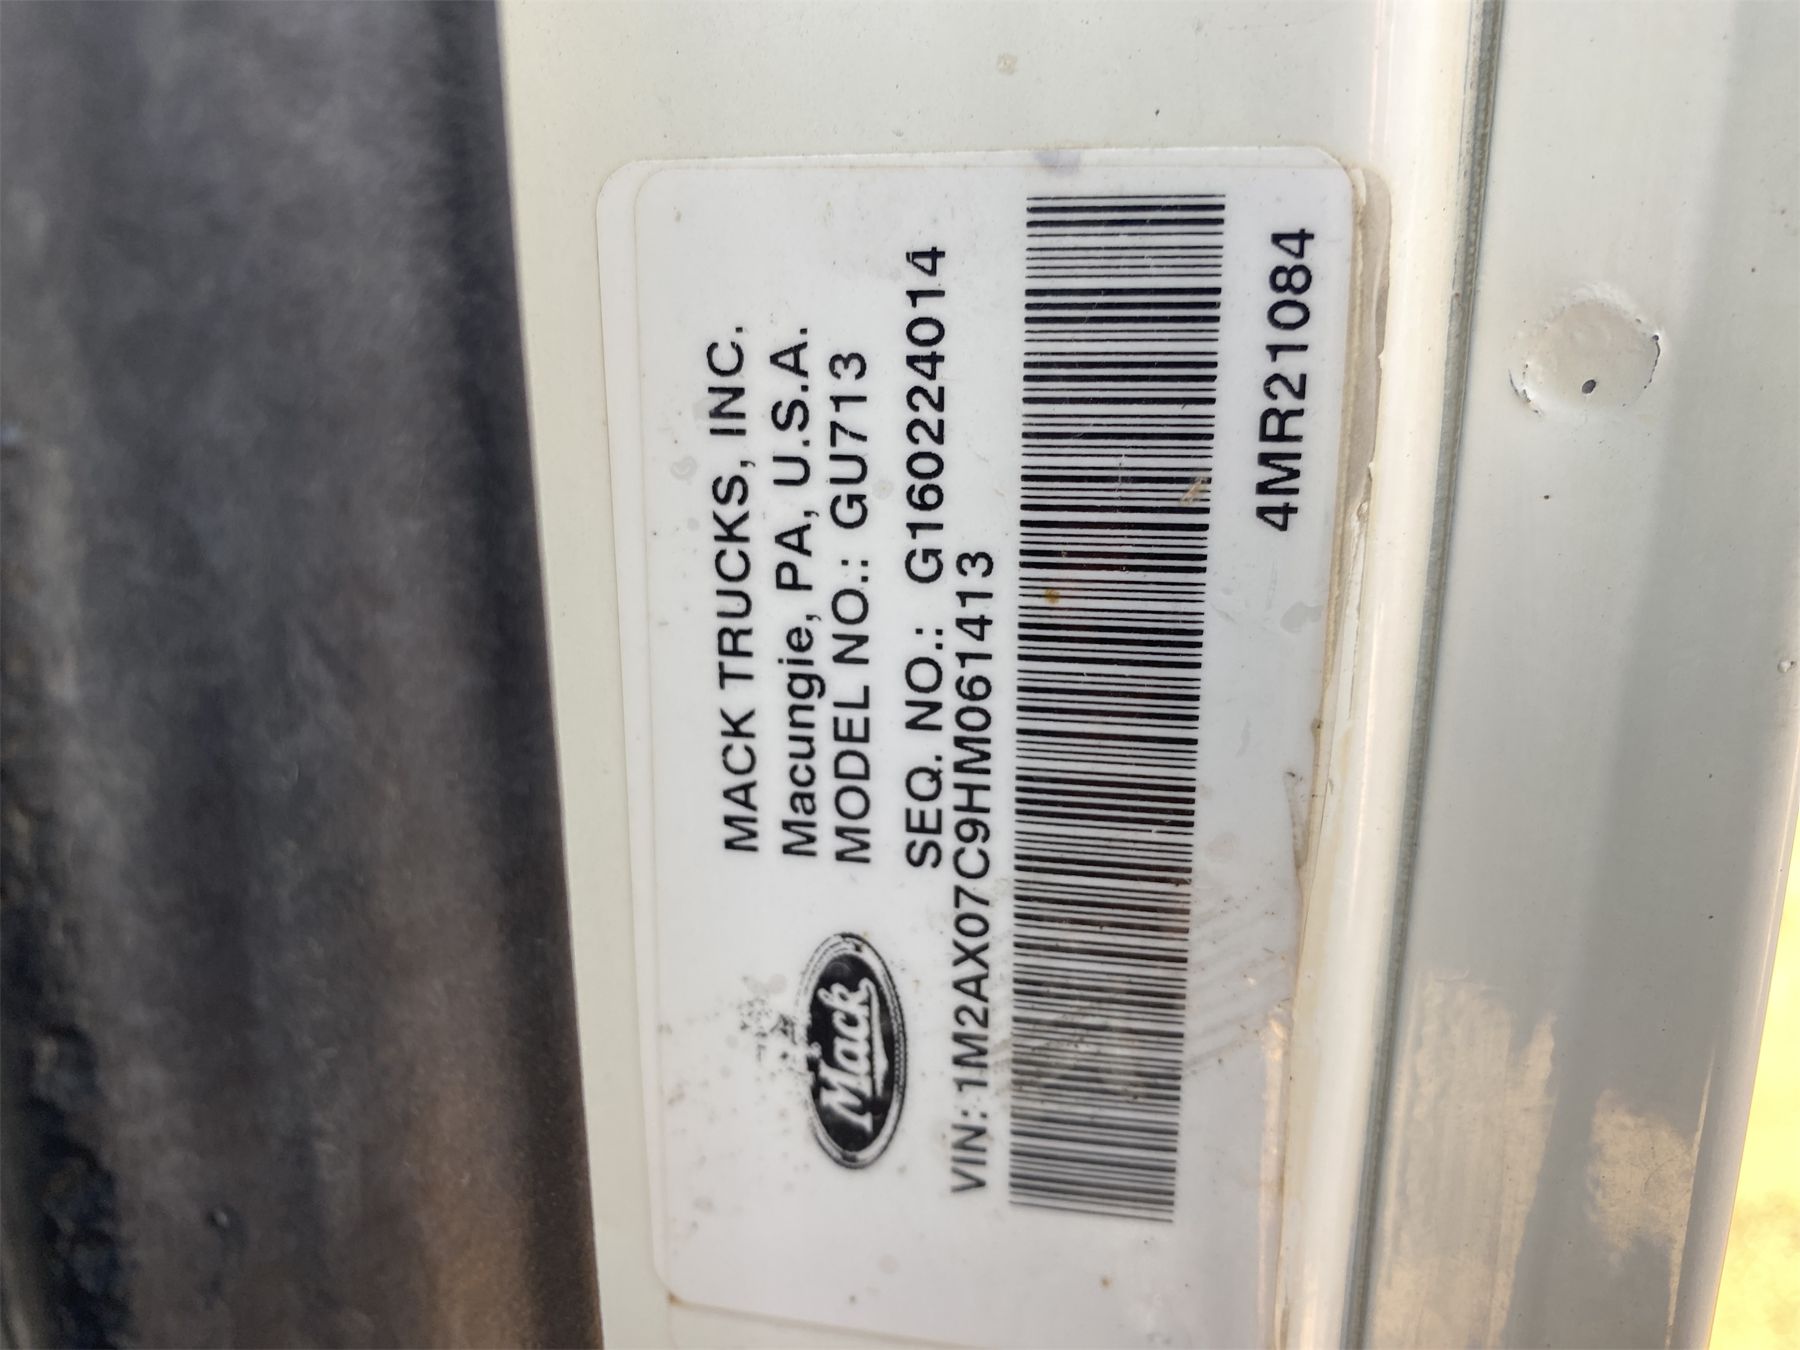 MACK TRUCKS, INC.
Macungie, PA, U.S.A.
MODEL NO.: GU713
SEQ. NO.: G160224014
Mack
VIN: 1M2AX07C9HM061413
4MR21084